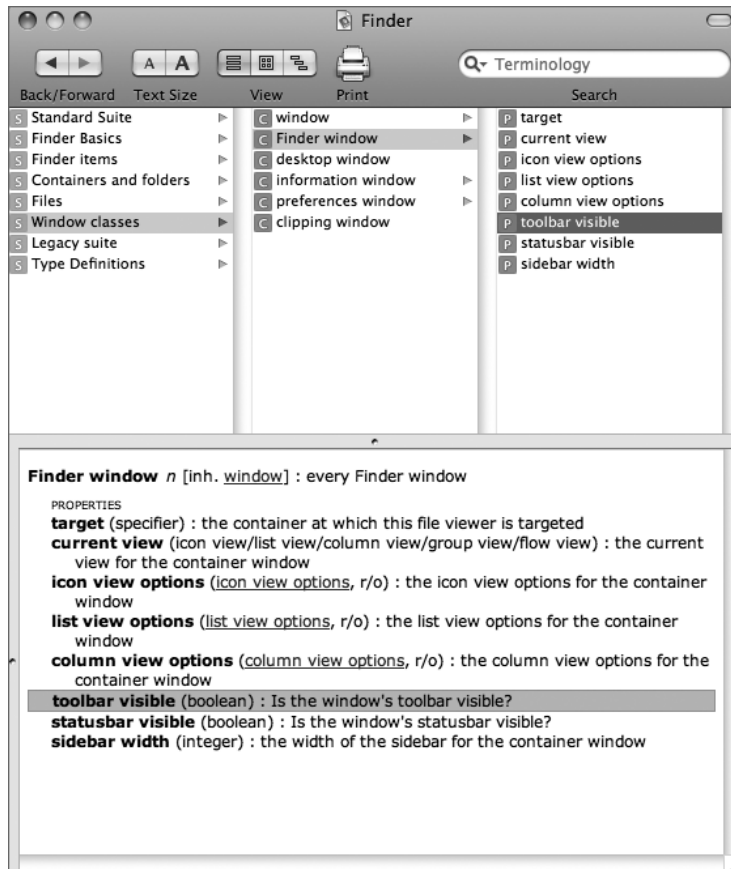 Finder
A A
Terminology
Back/Forward Text Size View Print Search
S Standard Suite
S Finder Basics
S Finder items
S Containers and folders
S Files
S Window classes
S Legacy suite
S Type Definitions
C window
C Finder window
C desktop window
C information window
C preferences window
C clipping window
P target
P current view
P icon view options
P list view options
P column view options
P toolbar visible
P statusbar visible
P sidebar width
Finder window n [inh. window] : every Finder window
PROPERTIES
target (specifier) : the container at which this file viewer is targeted
current view (icon view/list view/column view/group view/flow view) : the current
view for the container window
icon view options (icon view options, r/o) : the icon view options for the container
window
list view options (list view options, r/o) : the list view options for the container
window
column view options (column view options, r/o) : the column view options for the
container window
toolbar visible (boolean) : Is the window's toolbar visible?
statusbar visible (boolean) : Is the window's statusbar visible?
sidebar width (integer) : the width of the sidebar for the container window